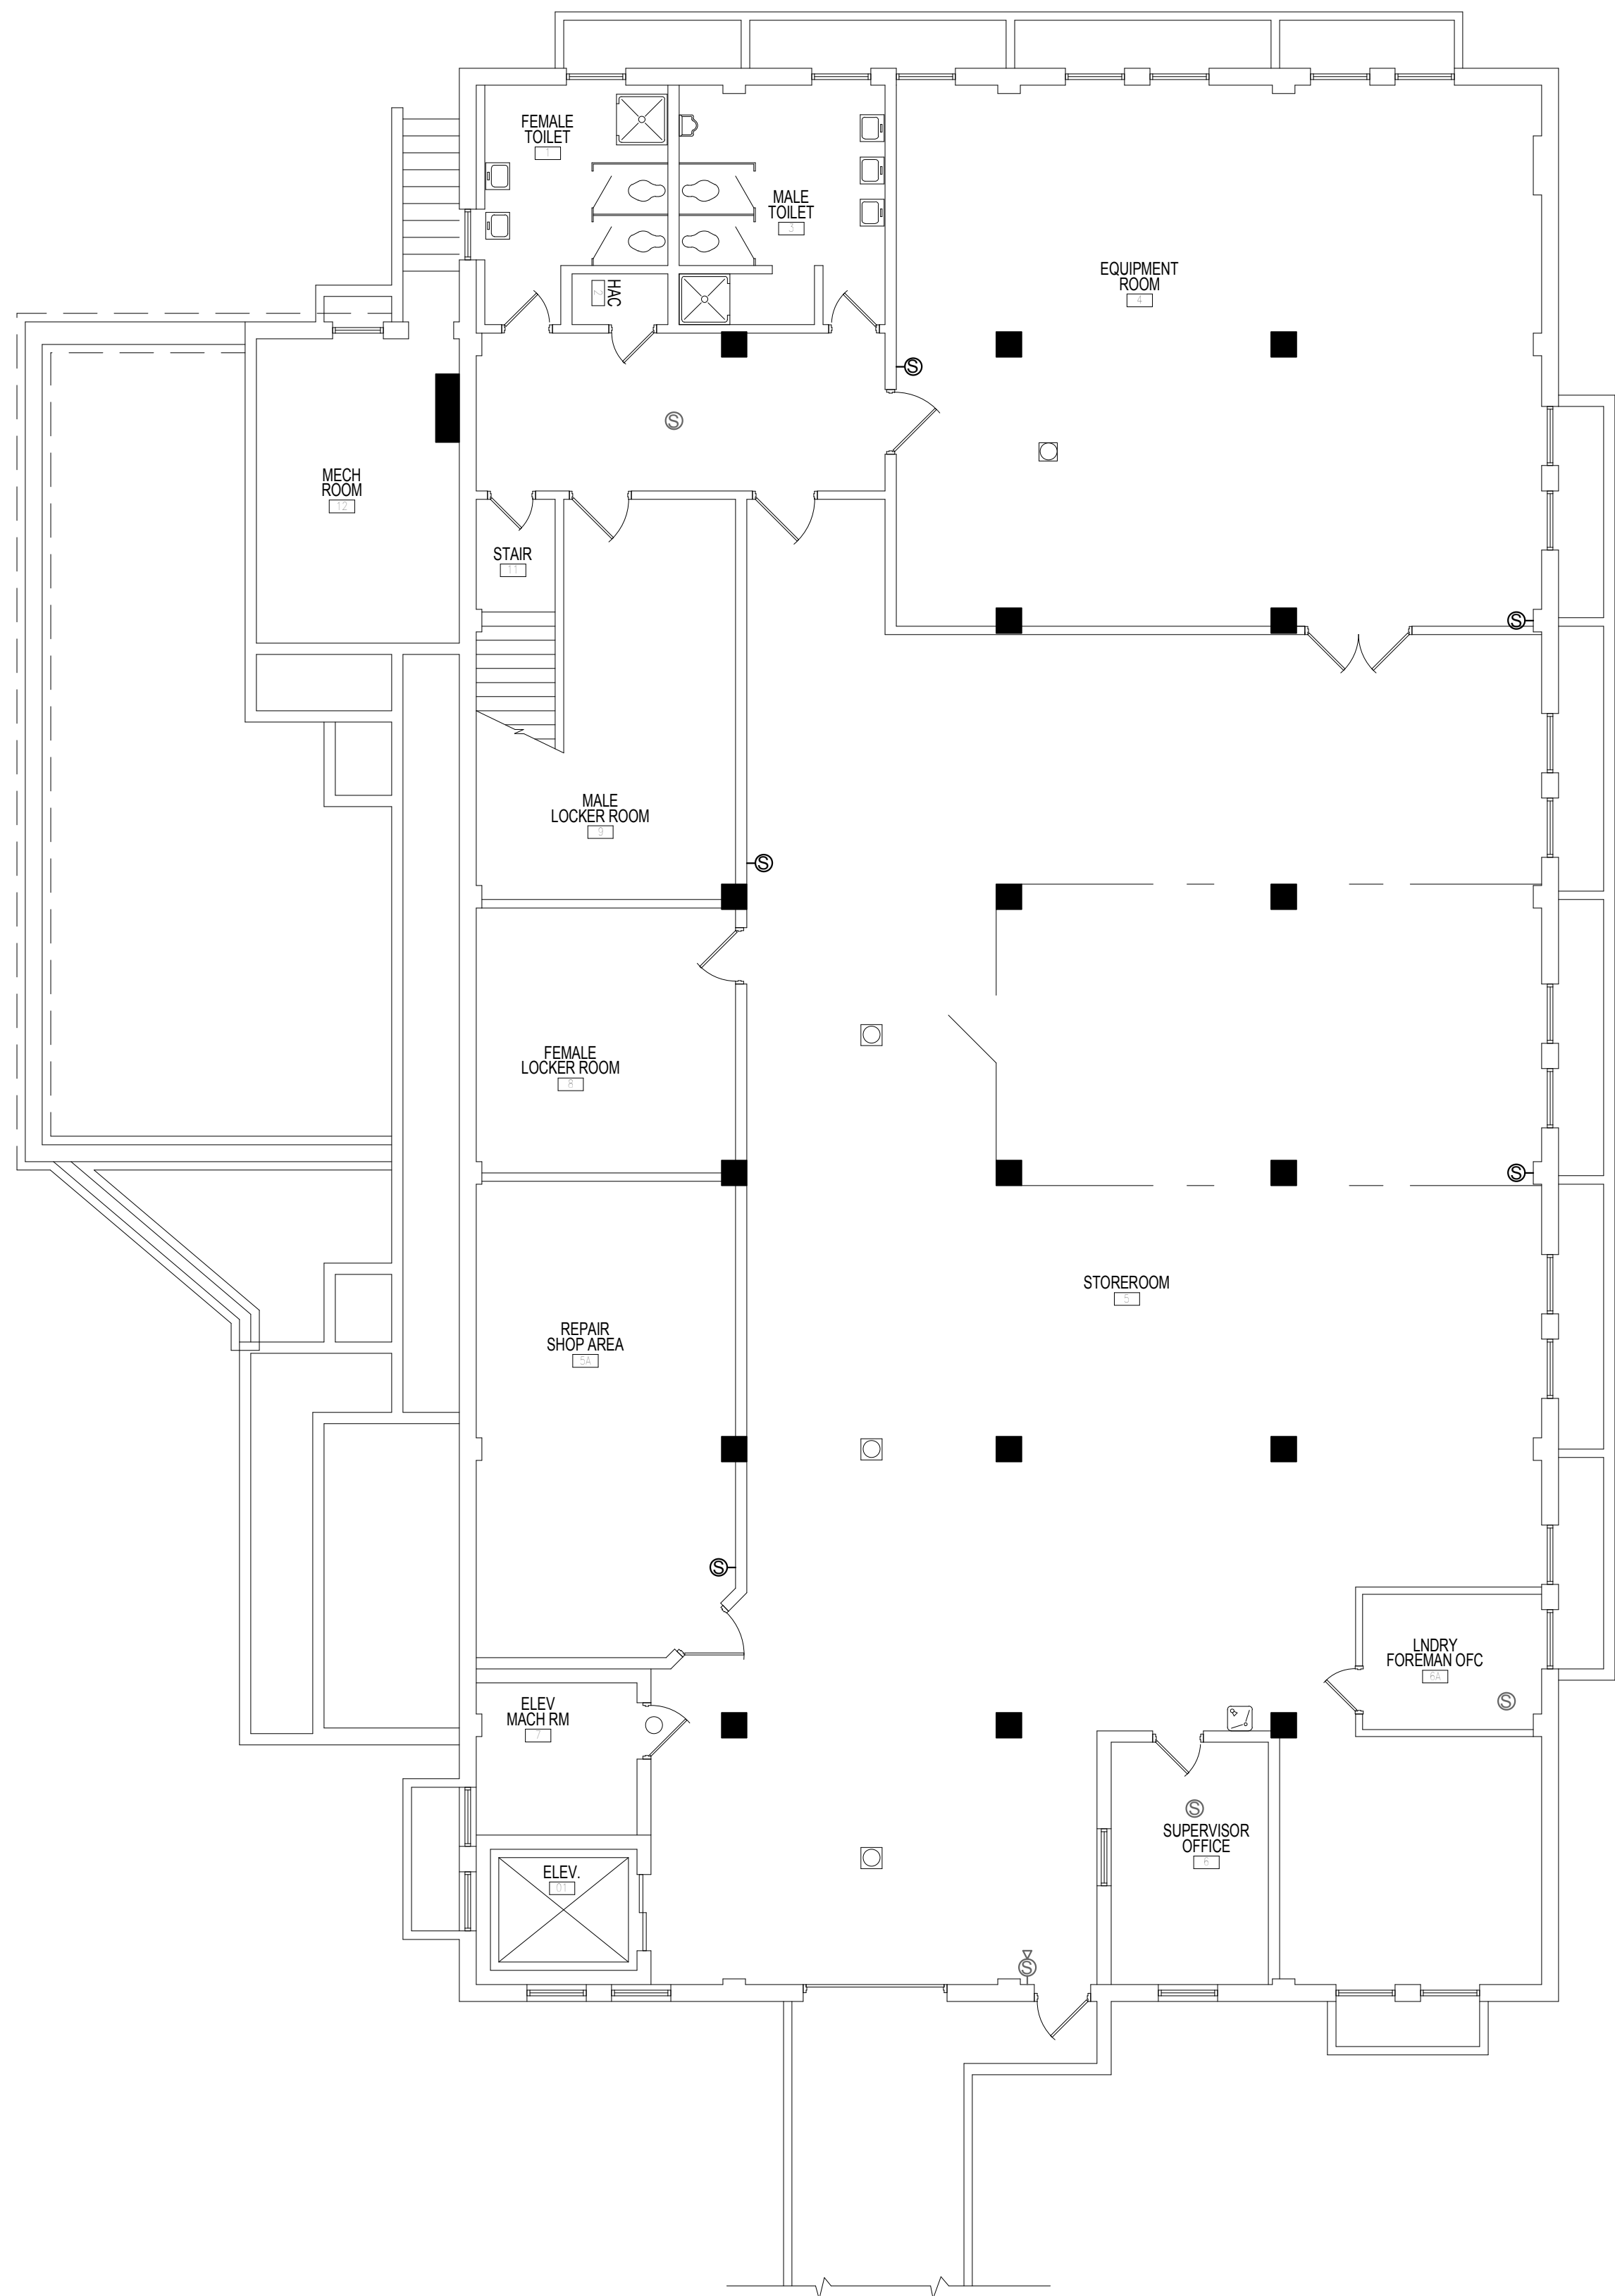 FEMALE
TOILET
1
MALE
TOILET
3
HAC
2
EQUIPMENT
ROOM
4
S
S
MECH
ROOM
12
STAIR
11
S
MALE
LOCKER ROOM
9
S
FEMALE
LOCKER ROOM
8
S
STOREROOM
5
REPAIR
SHOP AREA
5A
S
LNDRY
FOREMAN OFC
6A
S
ELEV
MACH RM
7
S
SUPERVISOR
OFFICE
6
ELEV.
01
S